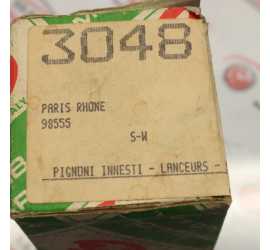 3048
PARIS RHONE
98555
S-W
PIGNONI INNESTI - LANCEURS -